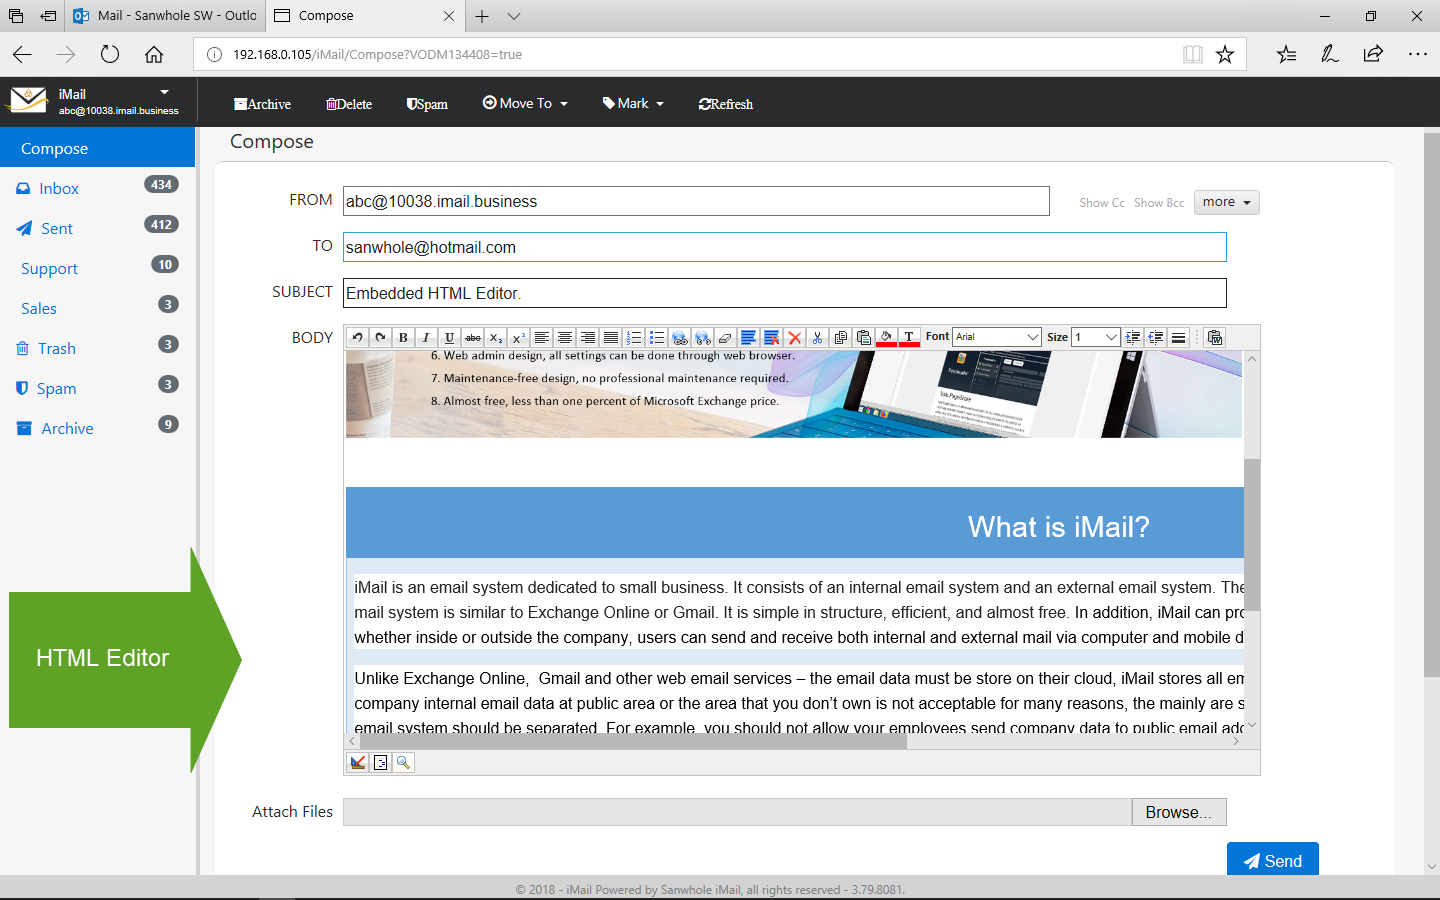 Mail - Sanwhole SW - Outlo
Compose
192.168.0.105/iMail/Compose?VODM134408=true
iMail
abc@10038.imail.business
Archive
Delete
Spam
Move To
Mark
Refresh
Compose
Inbox 434
Sent 412
Support 10
Sales 3
Trash 3
Spam 3
Archive 9
HTML Editor
Compose
FROM abc@10038.imail.business Show Cc Show Bcc more
TO sanwhole@hotmail.com
SUBJECT Embedded HTML Editor.
BODY
B I U abc X₂ X² T Font Arial Size 1
6. Web admin design, all settings can be done through web browser.
7. Maintenance-free design, no professional maintenance required.
8. Almost free, less than one percent of Microsoft Exchange price.
What is iMail?
iMail is an email system dedicated to small business. It consists of an internal email system and an external email system. The
mail system is similar to Exchange Online or Gmail. It is simple in structure, efficient, and almost free. In addition, iMail can pro
whether inside or outside the company, users can send and receive both internal and external mail via computer and mobile d
Unlike Exchange Online,  Gmail and other web email services – the email data must be store on their cloud, iMail stores all em
company internal email data at public area or the area that you don't own is not acceptable for many reasons, the mainly are s
email system should be separated. For example, you should not allow your employees send company data to public email add
Attach Files Browse...
Send
© 2018 - iMail Powered by Sanwhole iMail, all rights reserved - 3.79.8081.